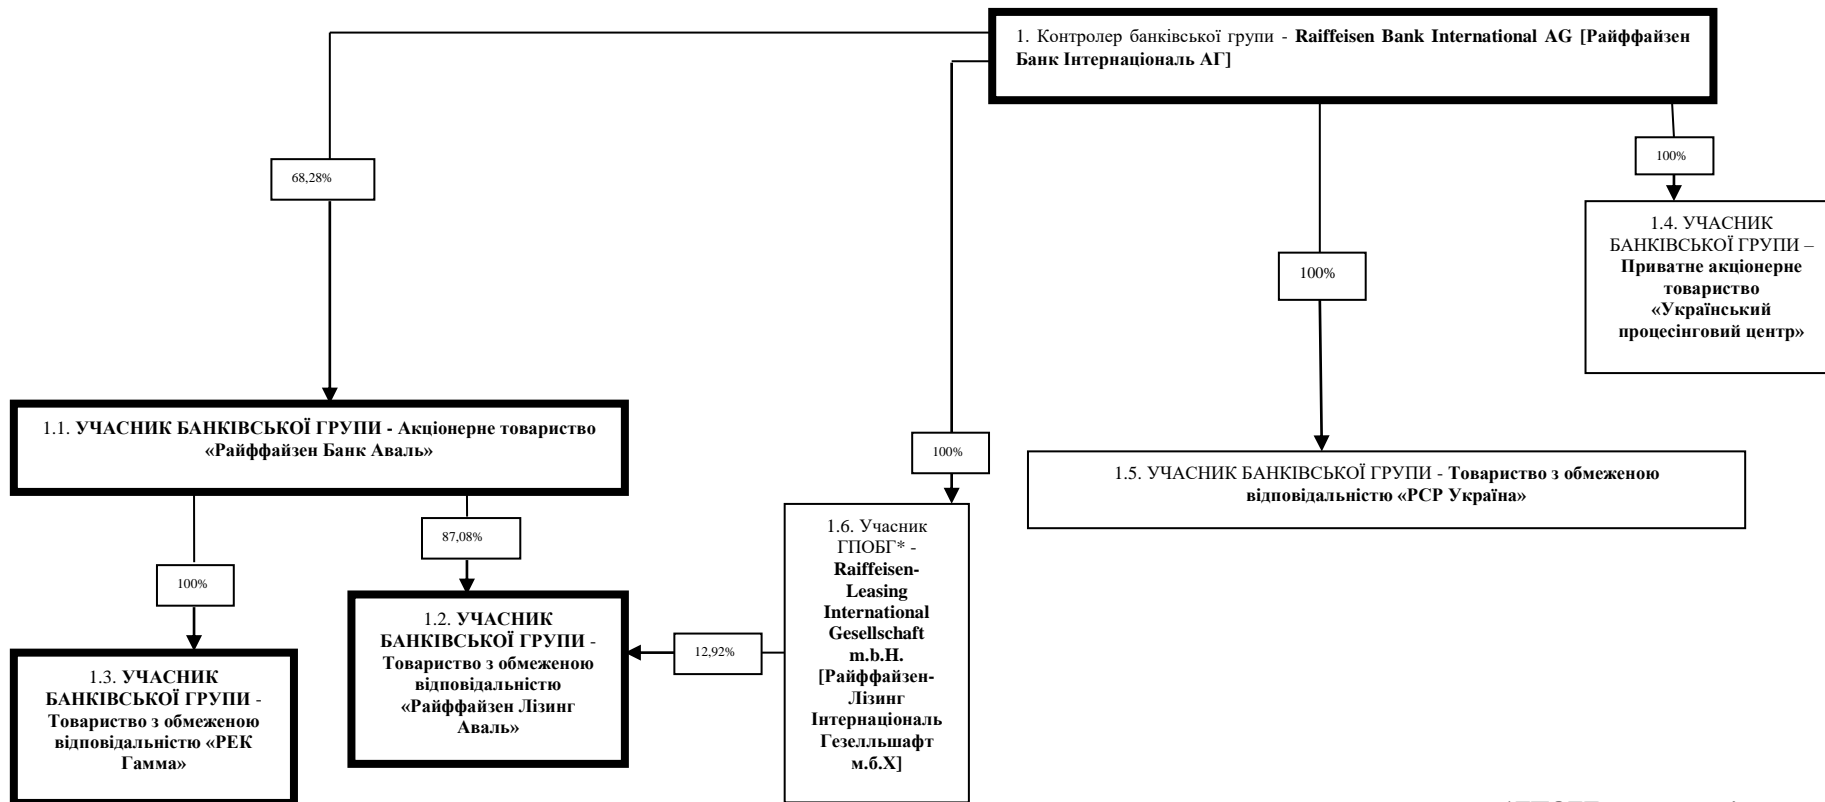 1. Контролер банківської групи - Raiffeisen Bank International AG [Райффайзен
Банк Інтернаціональ АГ]
68,28%
100%
100%
1.4. УЧАСНИК
БАНКІВСЬКОЇ ГРУПИ –
Приватне акціонерне
товариство
«Український
процесінговий центр»
1.1. УЧАСНИК БАНКІВСЬКОЇ ГРУПИ - Акціонерне товариство
«Райффайзен Банк Аваль»
100%
1.5. УЧАСНИК БАНКІВСЬКОЇ ГРУПИ - Товариство з обмеженою
відповідальністю «РСР Україна»
87,08%
100%
1.6. Учасник
ГПОБГ* -
Raiffeisen-
Leasing
International
Gesellschaft
m.b.H.
[Райффайзен-
Лізинг
Інтернаціональ
Гезелльшафт
м.б.Х]
12,92%
1.2. УЧАСНИК
БАНКІВСЬКОЇ ГРУПИ -
Товариство з обмеженою
відповідальністю
«Райффайзен Лізинг
Аваль»
1.3. УЧАСНИК
БАНКІВСЬКОЇ ГРУПИ -
Товариство з обмеженою
відповідальністю «РЕК
Гамма»